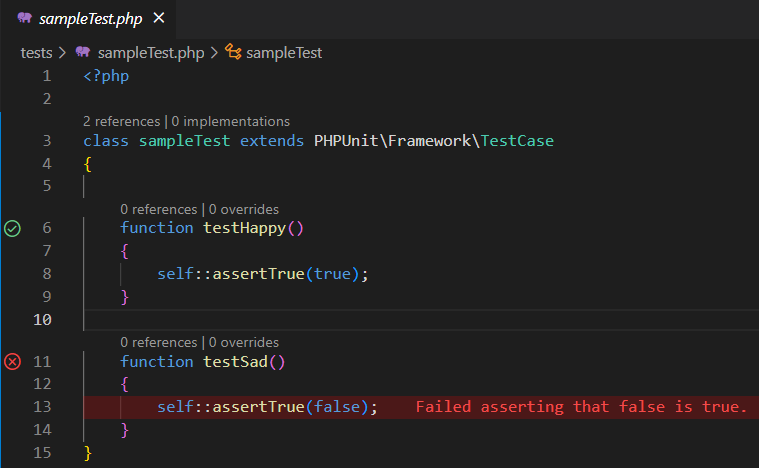 sampleTest.php ×
tests > sampleTest.php > sampleTest
1 <?php
2
2 references | 0 implementations
3 class sampleTest extends PHPUnit\Framework\TestCase
4 {
5
0 references | 0 overrides
6 function testHappy()
7 {
8 self::assertTrue(true);
9 }
10
0 references | 0 overrides
11 function testSad()
12 {
13 self::assertTrue(false); Failed asserting that false is true.
14 }
15 }